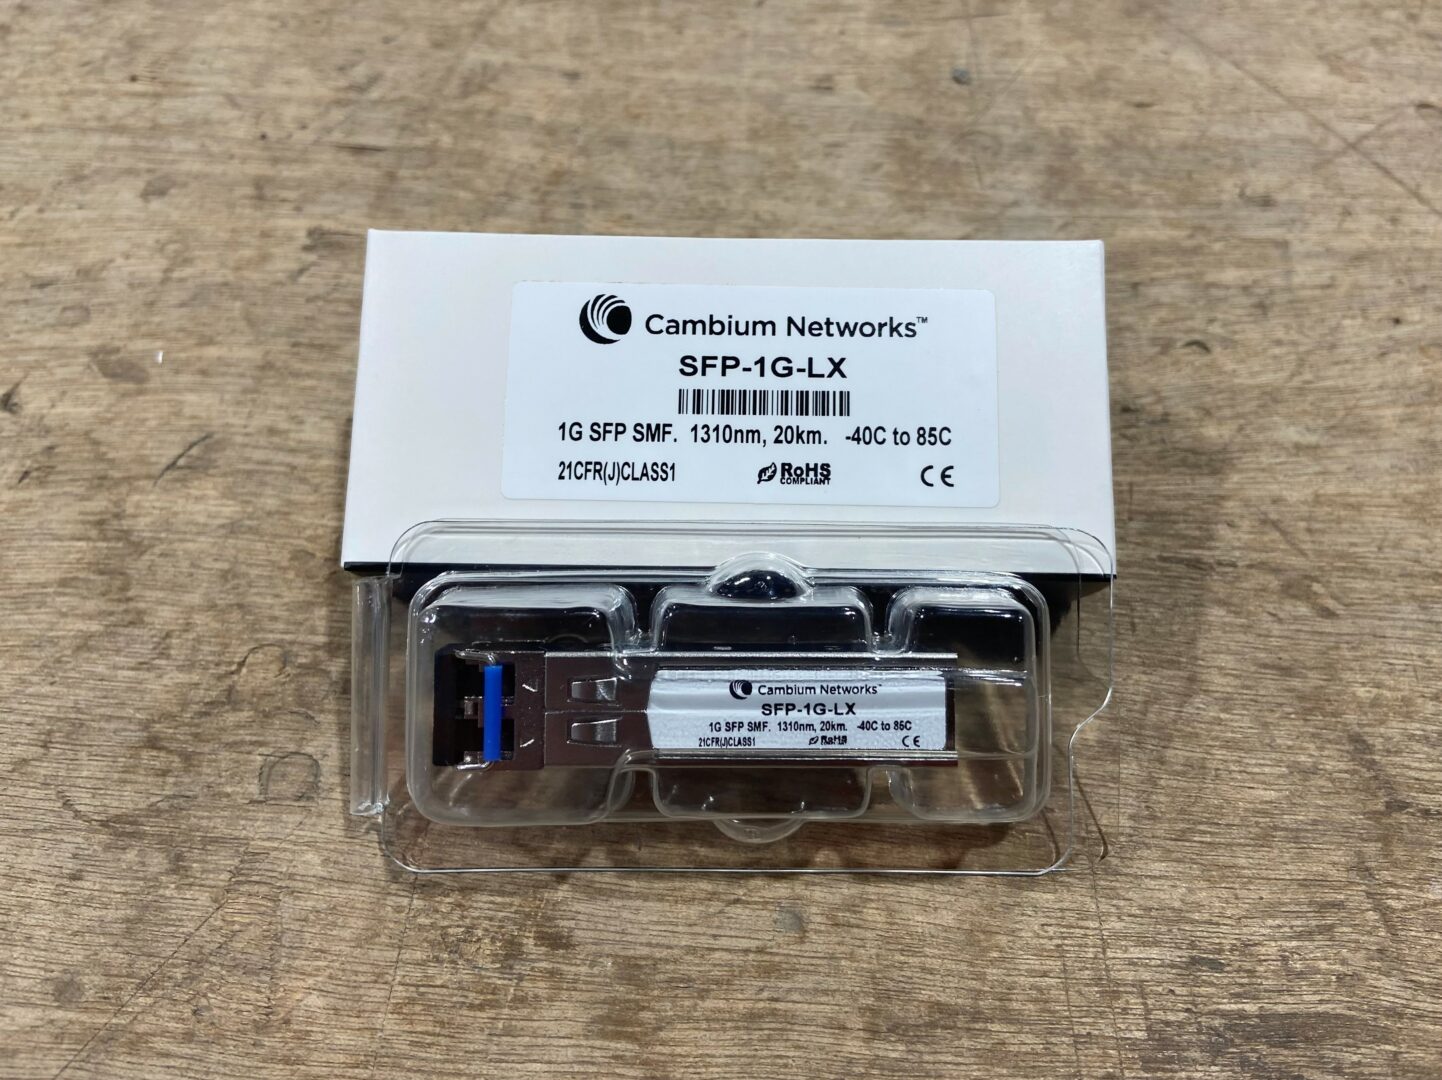 Cambium Networks™
SFP-1G-LX
1G SFP SMF. 1310nm, 20km. -40C to 85C
21CFR(J)CLASS1 RoHS COMPLIANT CE
Cambium Networks™
SFP-1G-LX
1G SFP SMF. 1310nm, 20km. -40C to 85C
21CFR(J)CLASS1 RoHS CE